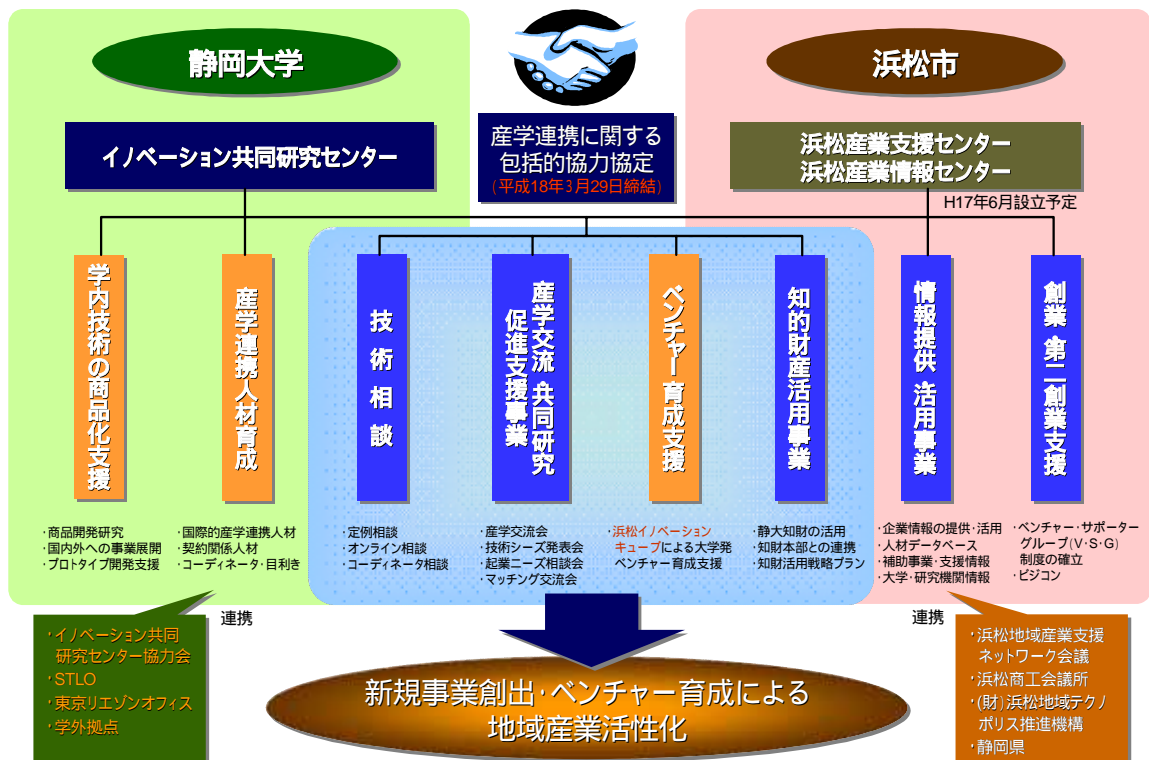 静岡大学
浜松市
イノベーション共同研究センター
産学連携に関する
包括的協力協定
(平成18年3月29日締結)
浜松産業支援センター
浜松産業情報センター
H17年6月設立予定
学内技術の商品化支援
産学連携人材育成
技術相談
産学交流・共同研究
促進支援事業
ベンチャー育成支援
知的財産活用事業
情報提供・活用事業
創業・第二創業支援
・商品開発研究
・国内外への事業展開
・プロトタイプ開発支援
・国際的産学連携人材
・契約関係人材
・コーディネータ・目利き
・定例相談
・オンライン相談
・コーディネータ相談
・産学交流会
・技術シーズ発表会
・起業ニーズ相談会
・マッチング交流会
・浜松イノベーション
キューブによる大学発
ベンチャー育成支援
・静大知財の活用
・知財本部との連携
・知財活用戦略プラン
・企業情報の提供・活用
・人材データベース
・補助事業・支援情報
・大学・研究機関情報
・ベンチャー・サポーター
グループ(V・S・G)
制度の確立
・ビジコン
連携
連携
・イノベーション共同
研究センター協力会
・STLO
・東京リエゾンオフィス
・学外拠点
新規事業創出・ベンチャー育成による
地域産業活性化
・浜松地域産業支援
ネットワーク会議
・浜松商工会議所
・(財)浜松地域テクノ
ポリス推進機構
・静岡県